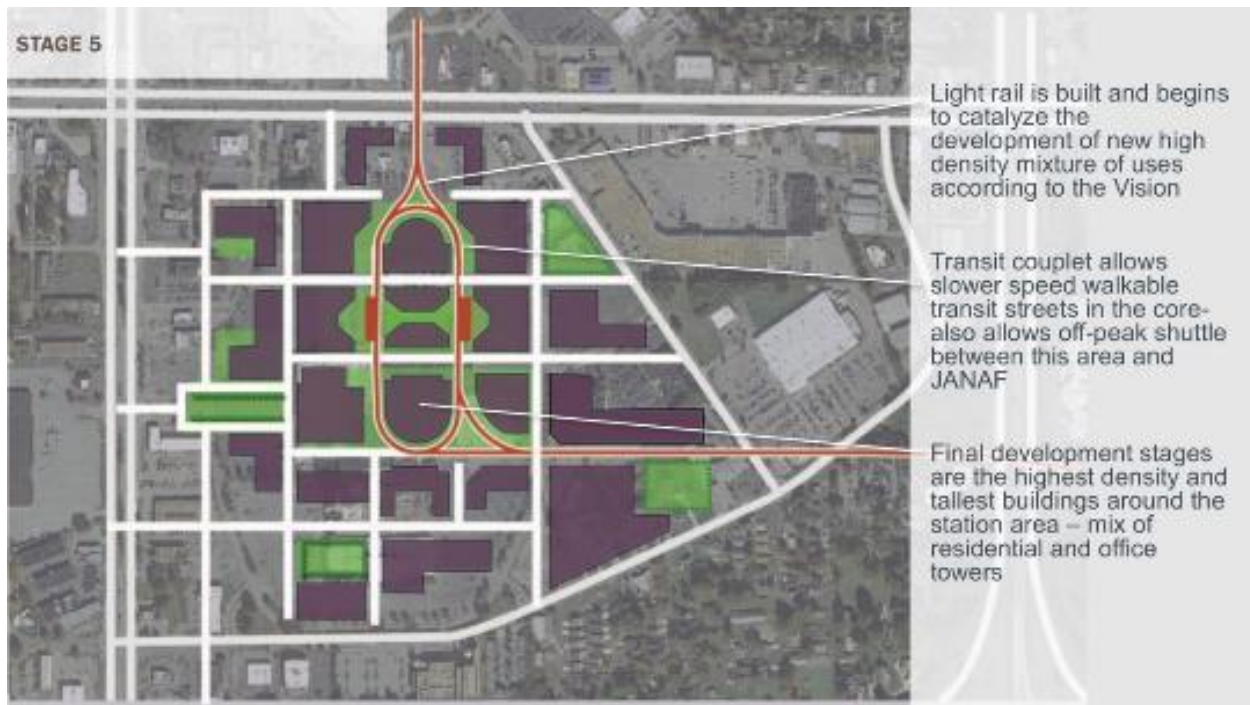 STAGE 5
Light rail is built and begins
to catalyze the
development of new high
density mixture of uses
according to the Vision
Transit couplet allows
slower speed walkable
transit streets in the core-
also allows off-peak shuttle
between this area and
JANAF
Final development stages
are the highest density and
tallest buildings around the
station area – mix of
residential and office
towers